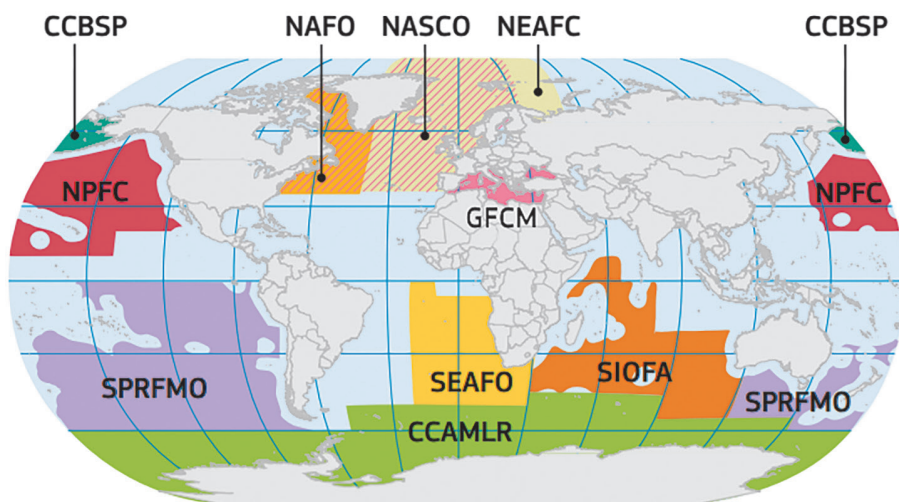 CCBSP NAFO NASCO NEAFC CCBSP
NPFC NPFC
GFCM
SPRFMO SEAFO SIOFA SPRFMO
CCAMLR